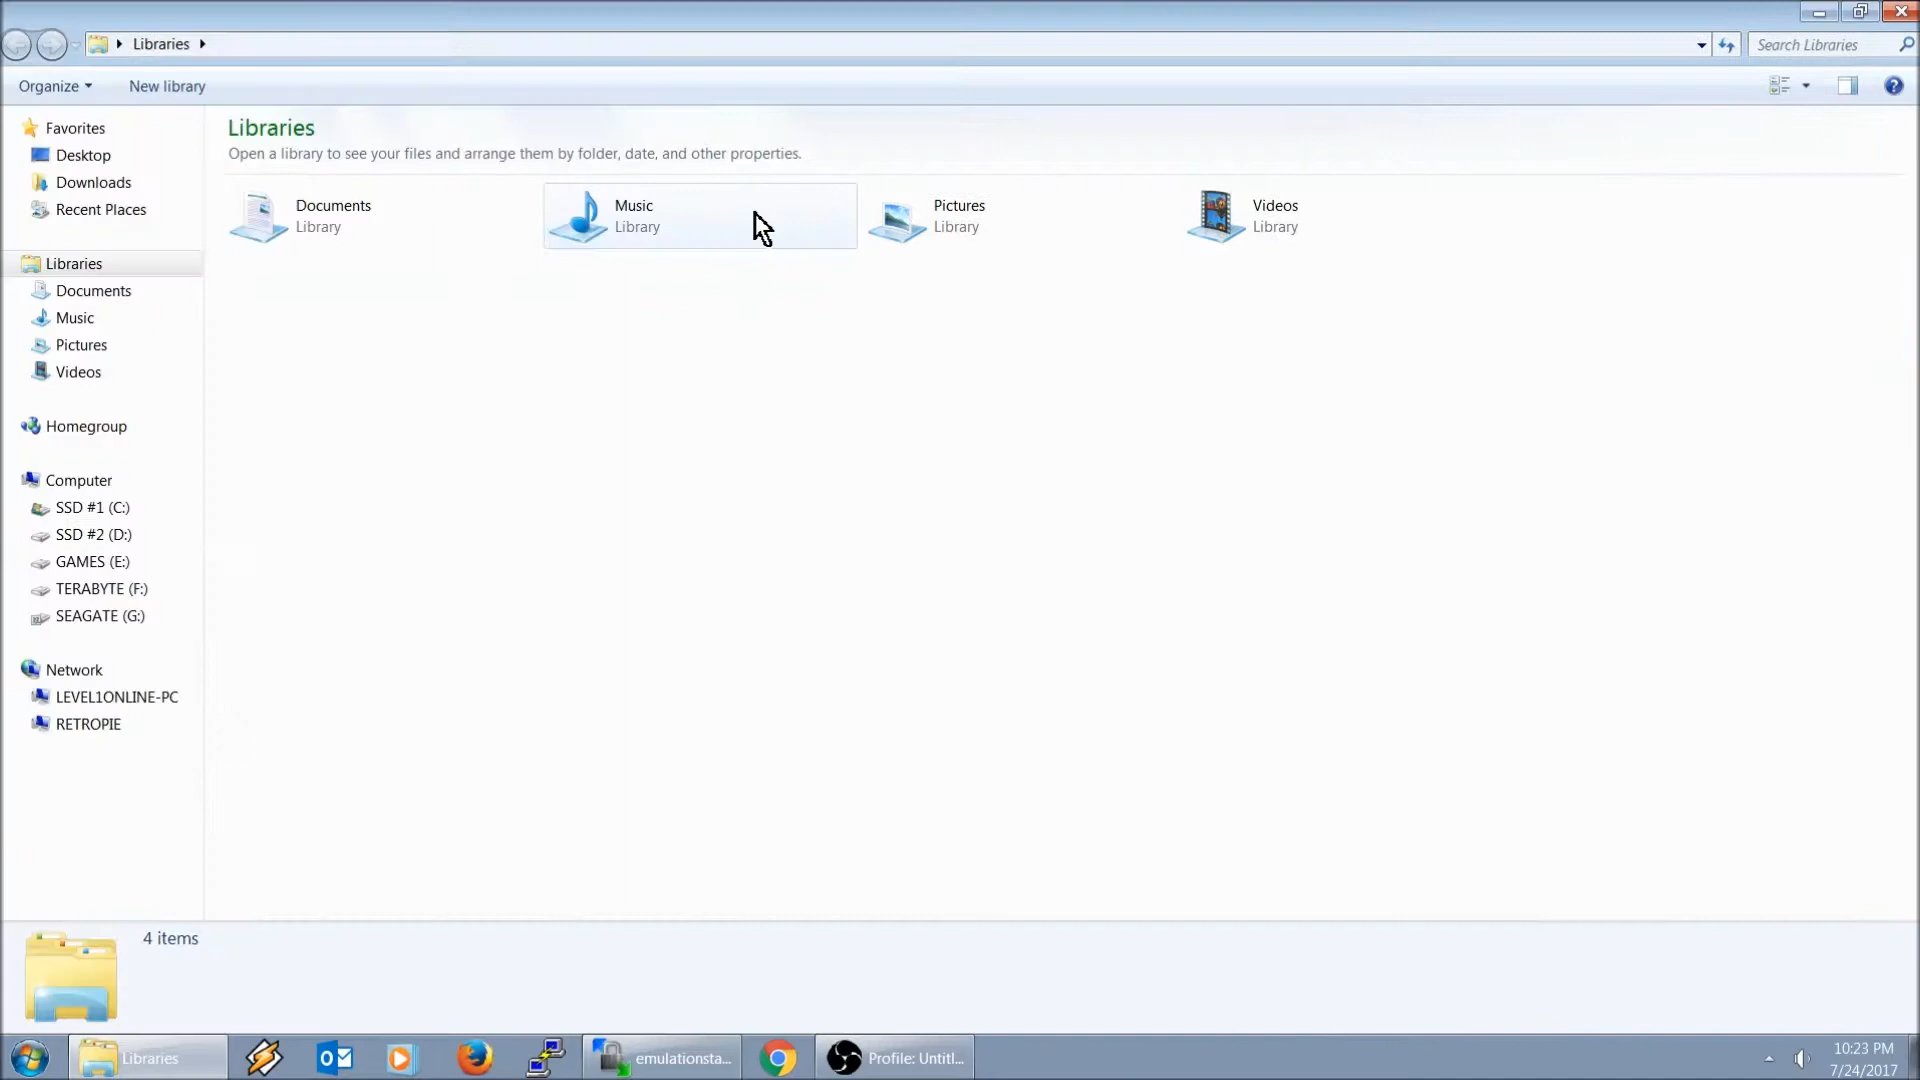 Libraries
Search Libraries
Organize
New library
Favorites
Desktop
Downloads
Recent Places
Libraries
Documents
Music
Pictures
Videos
Homegroup
Computer
SSD #1 (C:)
SSD #2 (D:)
GAMES (E:)
TERABYTE (F:)
SEAGATE (G:)
Network
LEVEL1ONLINE-PC
RETROPIE
Libraries
Open a library to see your files and arrange them by folder, date, and other properties.
Documents
Library
Music
Library
Pictures
Library
Videos
Library
4 items
Libraries
emulationsta...
Profile: Untitl...
10:23 PM
7/24/2017